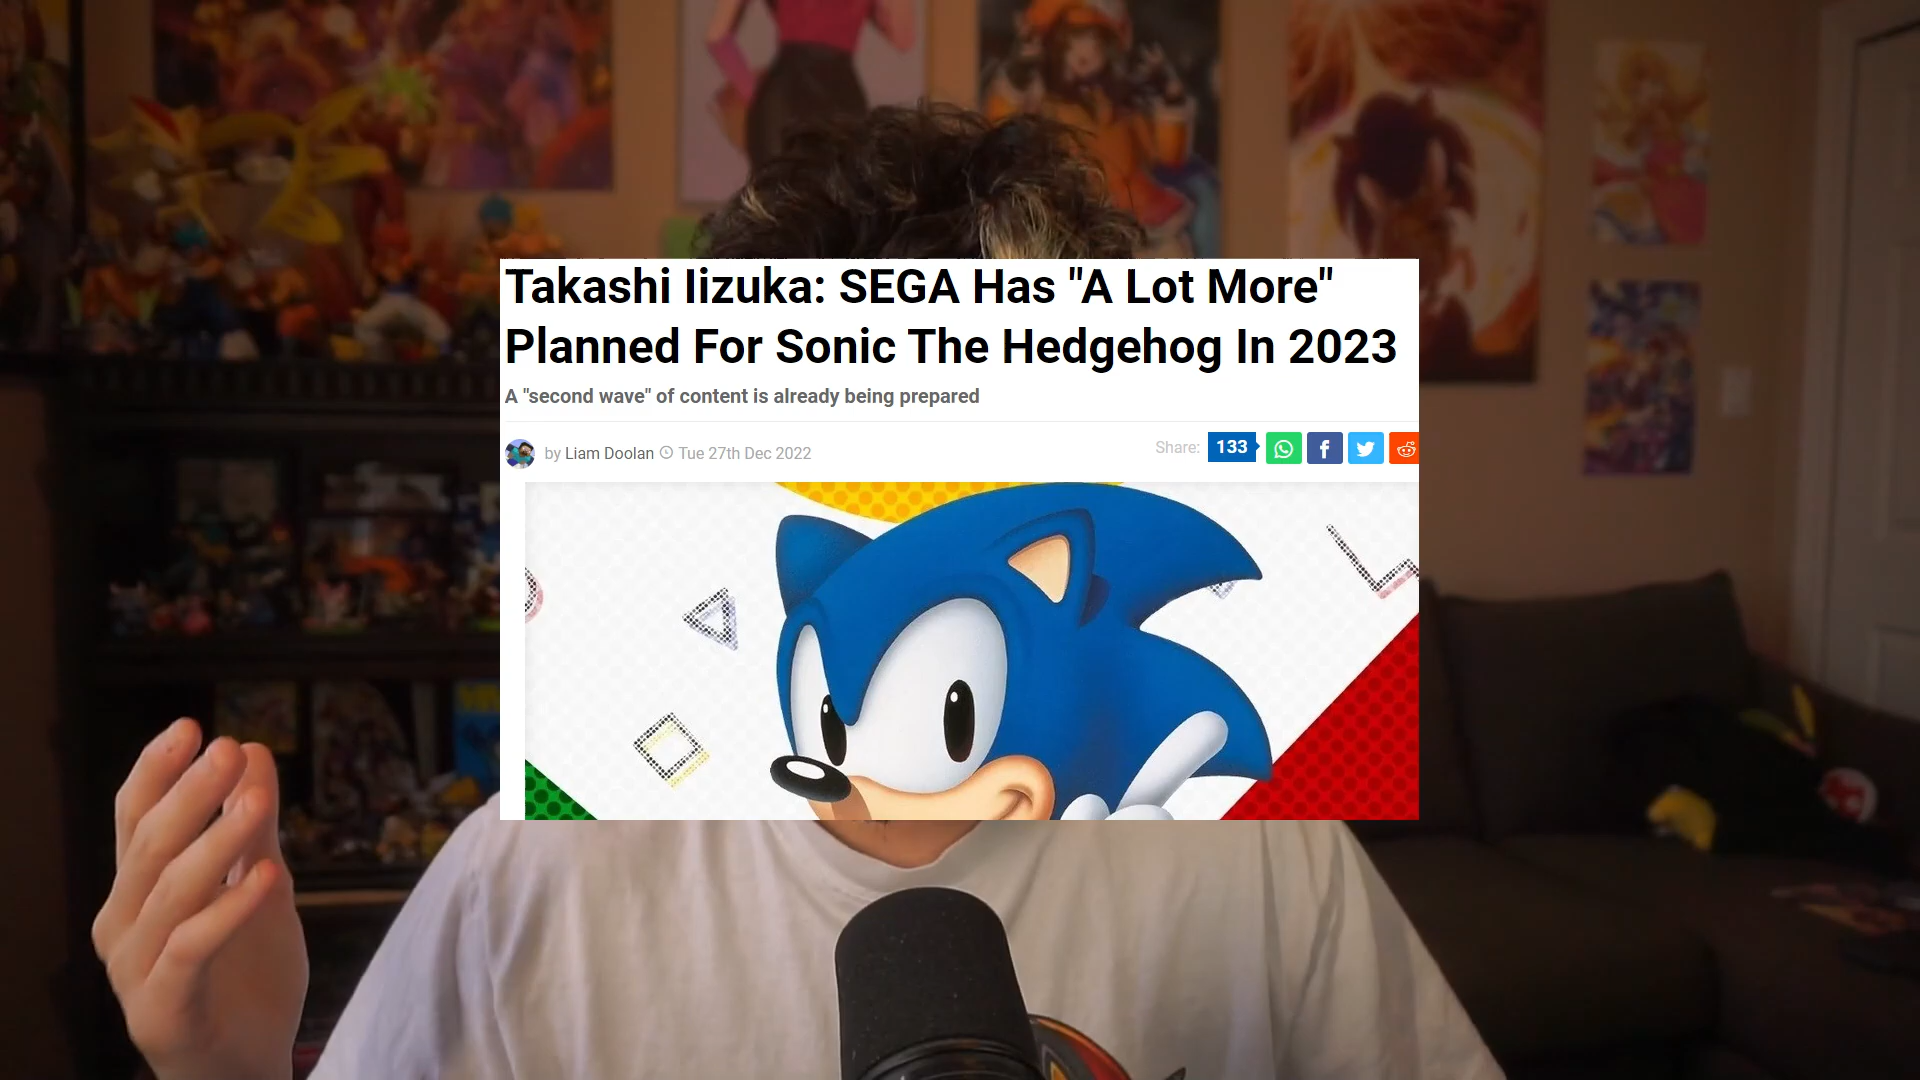 Takashi Iizuka: SEGA Has "A Lot More"
Planned For Sonic The Hedgehog In 2023
A "second wave" of content is already being prepared
by Liam Doolan Tue 27th Dec 2022
Share: 133